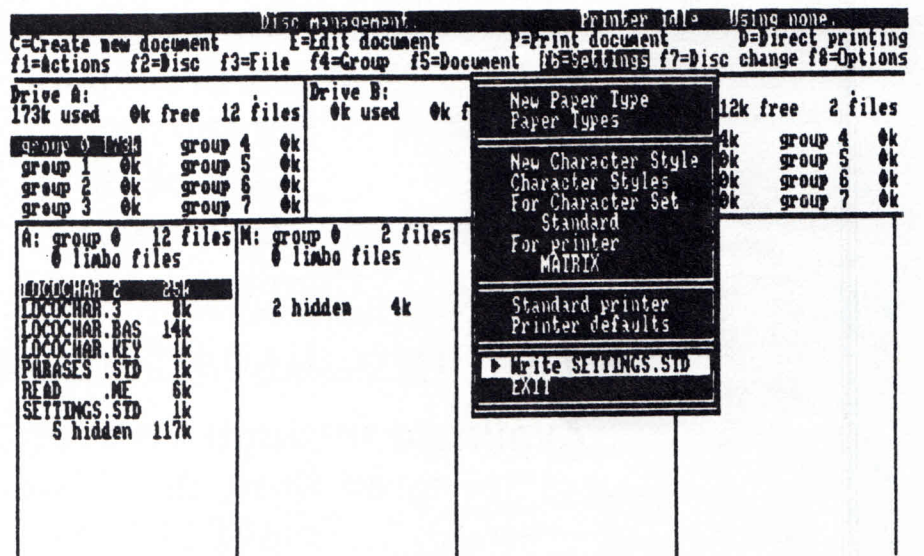 Disc management. Printer idle Using none.
C=Create new document E=Edit document P=Print document D=Direct printing
f1=Actions f2=Disc f3=File f4=Group f5=Document f6=Settings f7=Disc change f8=Options
Drive A:
173k used 0k free 12 files
group 0
group 4 0k
group 1 0k group 5 0k
group 2 0k group 6 0k
group 3 0k group 7 0k
Drive B:
0k used 0k f
12k free 2 files
4k group 4 0k
0k group 5 0k
0k group 6 0k
0k group 7 0k
A: group 0 12 files
0 limbo files
LOCOCHAR 2 25k
LOCOCHAR.3 8k
LOCOCHAR.BAS 14k
LOCOCHAR.KEY 1k
PHRASES .STD 1k
READ .ME 6k
SETTINGS.STD 1k
5 hidden 117k
M: group 0 2 files
0 limbo files
2 hidden 4k
New Paper Type
Paper Types
New Character Style
Character Styles
For Character Set
Standard
For printer
MATRIX
Standard printer
Printer defaults
Write SETTINGS.STD
EXIT